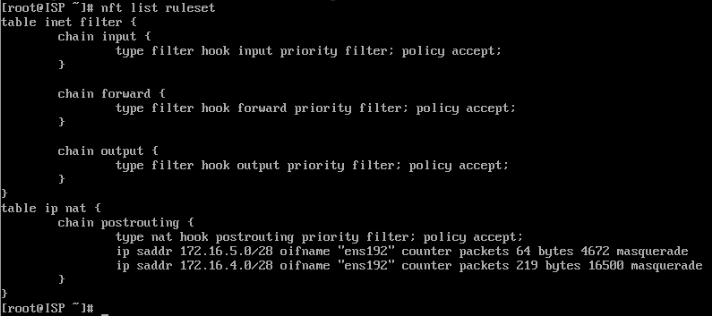 [root@ISP ~]# nft list ruleset
table inet filter {
        chain input {
                type filter hook input priority filter; policy accept;
        }

        chain forward {
                type filter hook forward priority filter; policy accept;
        }

        chain output {
                type filter hook output priority filter; policy accept;
        }
}
table ip nat {
        chain postrouting {
                type nat hook postrouting priority filter; policy accept;
                ip saddr 172.16.5.0/28 oifname "ens192" counter packets 64 bytes 4672 masquerade
                ip saddr 172.16.4.0/28 oifname "ens192" counter packets 219 bytes 16500 masquerade
        }
}
[root@ISP ~]# _